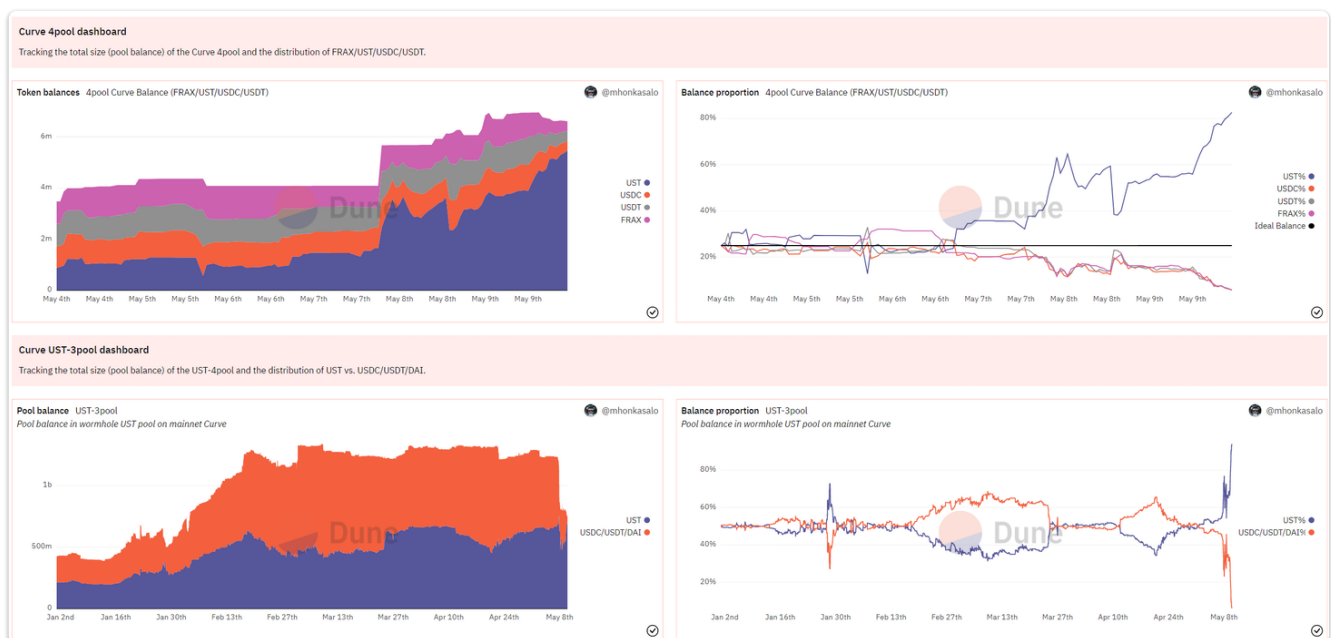 Curve 4pool dashboard
Tracking the total size (pool balance) of the Curve 4pool and the distribution of FRAX/UST/USDC/USDT.
Token balances 4pool Curve Balance (FRAX/UST/USDC/USDT)
@mhonkasalo
6m
4m
2m
0
May 4th May 4th May 5th May 5th May 6th May 6th May 7th May 7th May 8th May 8th May 9th May 9th
UST
USDC
USDT
FRAX
Dune
Balance proportion 4pool Curve Balance (FRAX/UST/USDC/USDT)
@mhonkasalo
80%
60%
40%
20%
May 4th May 4th May 5th May 5th May 6th May 6th May 7th May 7th May 8th May 8th May 9th May 9th
UST%
USDC%
USDT%
FRAX%
Ideal Balance
Dune
Curve UST-3pool dashboard
Tracking the total size (pool balance) of the UST-4pool and the distribution of UST vs. USDC/USDT/DAI.
Pool balance UST-3pool
@mhonkasalo
Pool balance in wormhole UST pool on mainnet Curve
1b
500m
0
Jan 2nd Jan 16th Jan 30th Feb 13th Feb 27th Mar 13th Mar 27th Apr 10th Apr 24th May 8th
UST
USDC/USDT/DAI
Dune
Balance proportion UST-3pool
@mhonkasalo
Pool balance in wormhole UST pool on mainnet Curve
80%
60%
40%
20%
Jan 2nd Jan 16th Jan 30th Feb 13th Feb 27th Mar 13th Mar 27th Apr 10th Apr 24th May 8th
UST%
USDC/USDT/DAI%
Dune